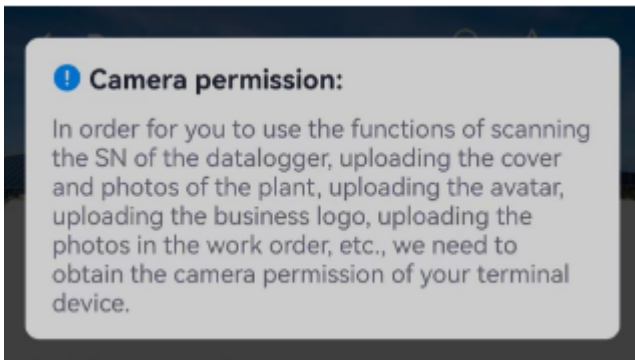 Camera permission:
In order for you to use the functions of scanning
the SN of the datalogger, uploading the cover
and photos of the plant, uploading the avatar,
uploading the business logo, uploading the
photos in the work order, etc., we need to
obtain the camera permission of your terminal
device.